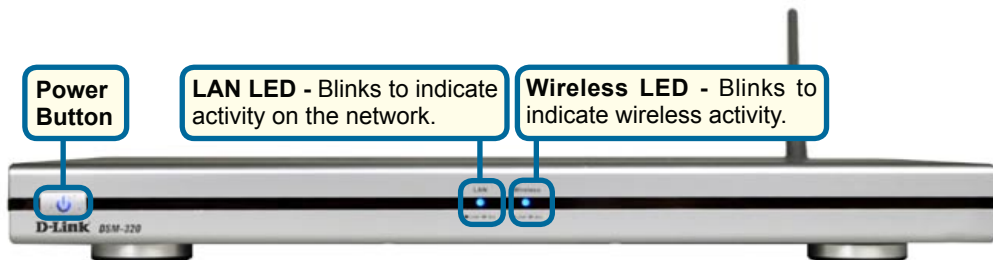 Power
Button
LAN LED - Blinks to indicate
activity on the network.
Wireless LED - Blinks to
indicate wireless activity.
LAN
Wireless
D-Link DSM-320